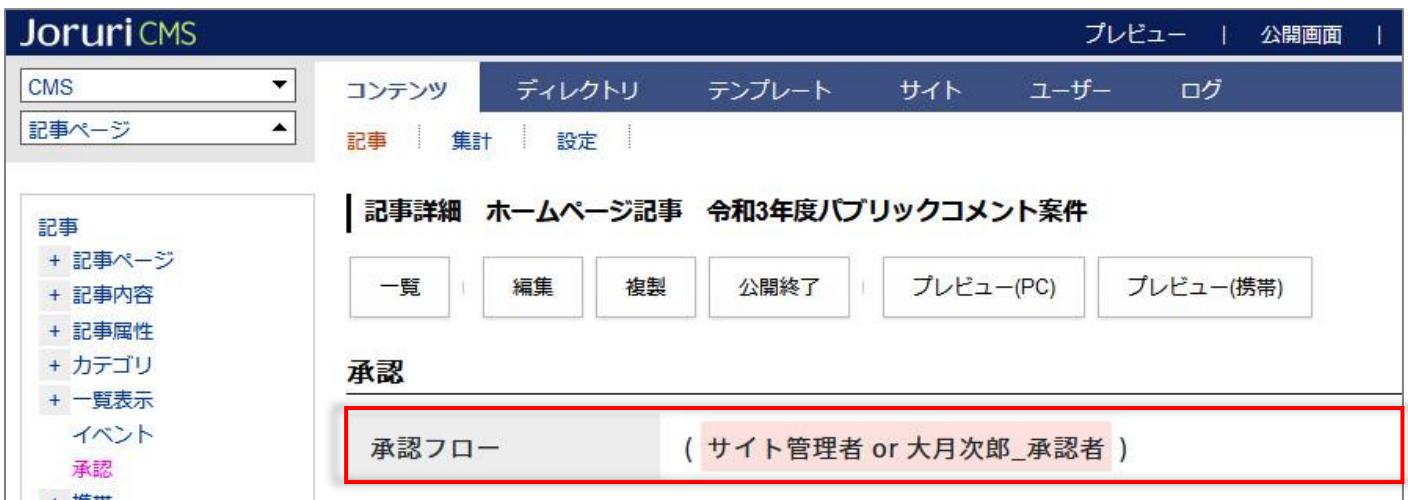 Joruri CMS
プレビュー | 公開画面 |
CMS
記事ページ
コンテンツ ディレクトリ テンプレート サイト ユーザー ログ
記事 集計 設定
記事
+ 記事ページ
+ 記事内容
+ 記事属性
+ カテゴリ
+ 一覧表示
イベント
承認
記事詳細 ホームページ記事 令和3年度パブリックコメント案件
一覧 編集 複製 公開終了 プレビュー(PC) プレビュー(携帯)
承認
承認フロー ( サイト管理者 or 大月次郎_承認者 )